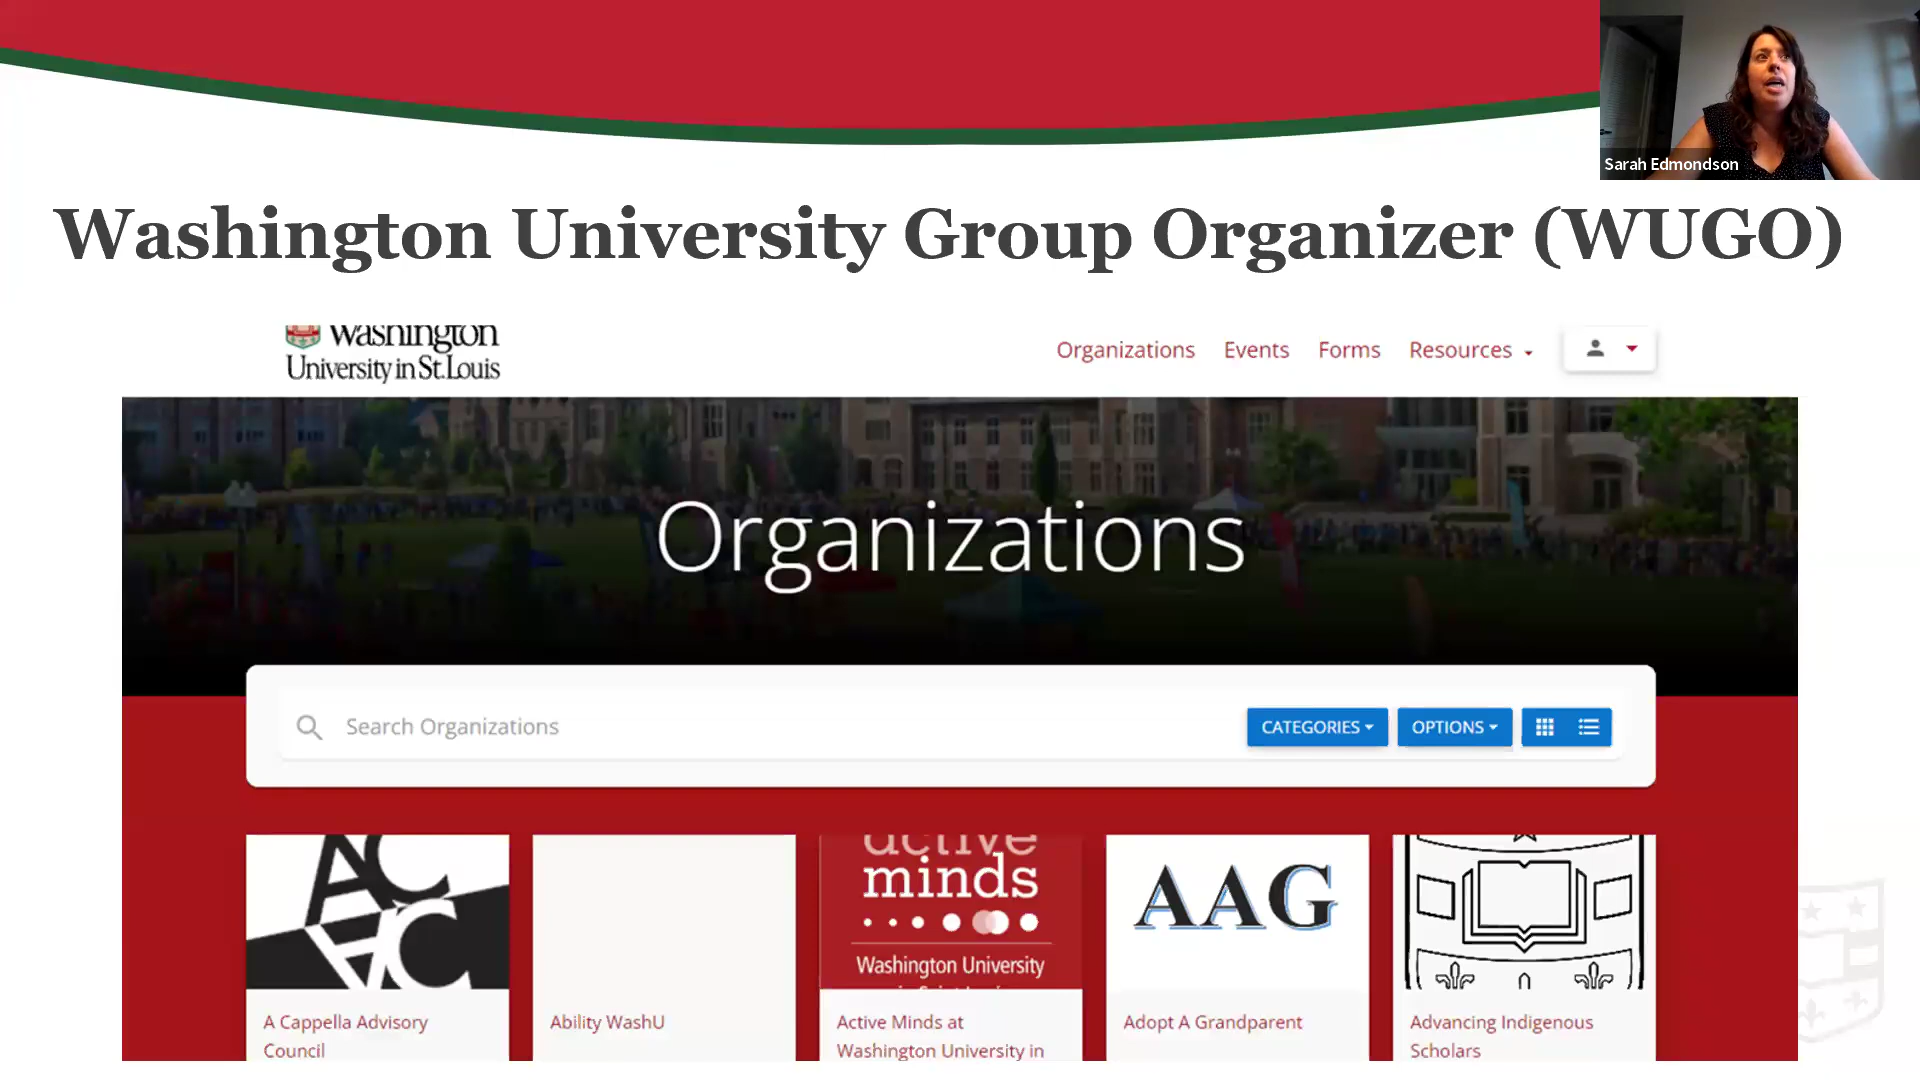 Sarah Edmondson
Washington University Group Organizer (WUGO)
Washington
University in St. Louis
Organizations
Events
Forms
Resources
Organizations
Search Organizations
CATEGORIES
OPTIONS
active
minds
Washington University
AAG
A Cappella Advisory
Council
Ability WashU
Active Minds at
Washington University in
Adopt A Grandparent
Advancing Indigenous
Scholars